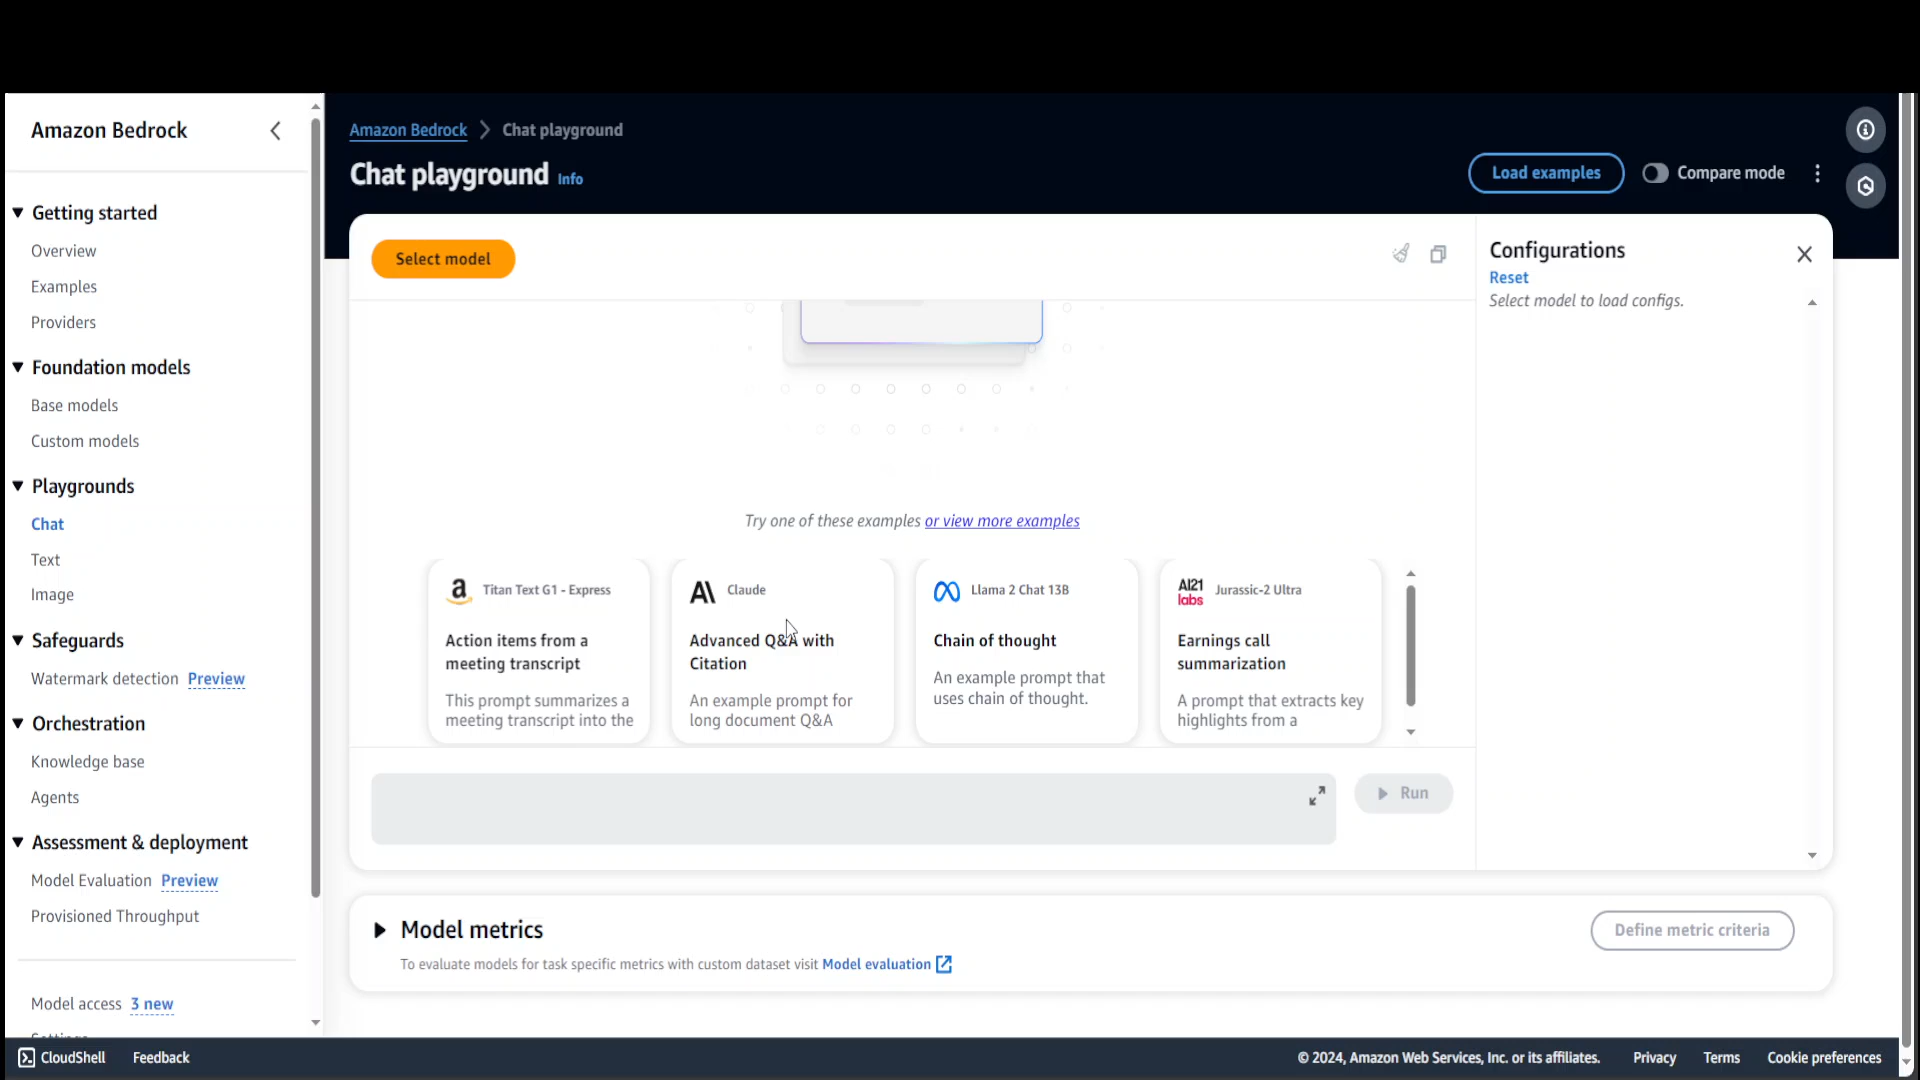 Amazon Bedrock
Getting started
Overview
Examples
Providers
Foundation models
Base models
Custom models
Playgrounds
Chat
Text
Image
Safeguards
Watermark detection Preview
Orchestration
Knowledge base
Agents
Assessment & deployment
Model Evaluation Preview
Provisioned Throughput
Model access 3 new
Amazon Bedrock Chat playground
Chat playground Info
Load examples
Compare mode
Select model
Configurations
Reset
Select model to load configs.
Try one of these examples or view more examples
a Titan Text G1 - Express
Action items from a
meeting transcript
This prompt summarizes a
meeting transcript into the
A\ Claude
Advanced Q&A with
Citation
An example prompt for
long document Q&A
Llama 2 Chat 13B
Chain of thought
An example prompt that
uses chain of thought.
AI21
labs
Jurassic-2 Ultra
Earnings call
summarization
A prompt that extracts key
highlights from a
Run
Model metrics
To evaluate models for task specific metrics with custom dataset visit Model evaluation
Define metric criteria
CloudShell Feedback
© 2024, Amazon Web Services, Inc. or its affiliates. Privacy Terms Cookie preferences